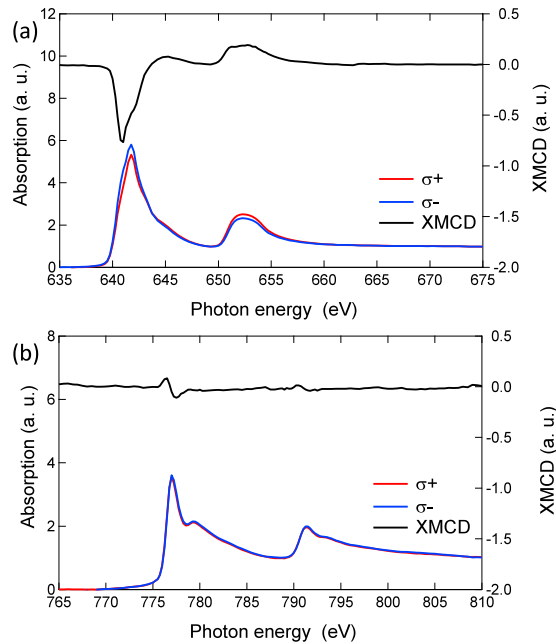 (a)
12
10
8
6
4
2
0
Absorption (a. u.)
0.5
0.0
-0.5
-1.0
-1.5
-2.0
XMCD (a. u.)
σ+
σ-
XMCD
635 640 645 650 655 660 665 670 675
Photon energy (eV)
(b)
8
6
4
2
0
Absorption (a. u.)
0.5
0.0
-0.5
-1.0
-1.5
-2.0
XMCD (a. u.)
σ+
σ-
XMCD
765 770 775 780 785 790 795 800 805 810
Photon energy (eV)